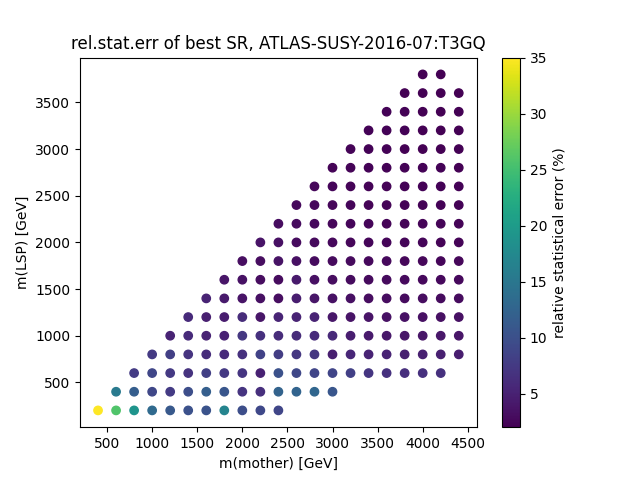 rel.stat.err of best SR, ATLAS-SUSY-2016-07:T3GQ
3500
3000
2500
2000
1500
1000
500
m(LSP) [GeV]
500 1000 1500 2000 2500 3000 3500 4000 4500
m(mother) [GeV]
35
30
25
20
15
10
5
relative statistical error (%)